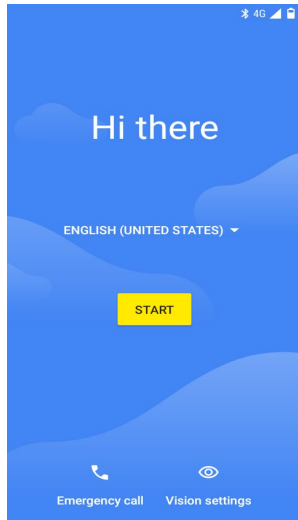 4G
Hi there
ENGLISH (UNITED STATES)
START
Emergency call Vision settings